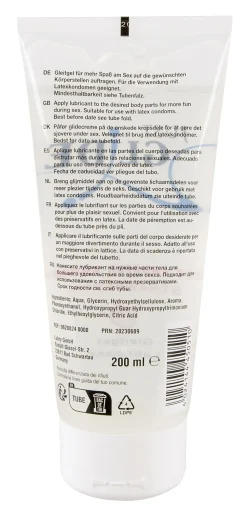 DE Gleitgel für mehr Spaß am Sex auf die gewünschten
Körperstellen auftragen. Für die Verwendung mit
Latexkondomen geeignet.
Mindesthaltbarkeit siehe Tubenfalz.
GB Apply lubricant to the desired body parts for more fun
during sex. Suitable for use with latex condoms.
Best before date see tube fold.
DK Påfør glidecreme på de ønskede kropsdele for at gøre det
sjovere under sex. Velegnet til brug med latexkondomer.
Bedst før dato se tubefold.
ES Aplique lubricante en las partes del cuerpo deseadas para
disfrutar más durante las relaciones sexuales. Adecuado
para su uso con preservativos de látex.
Fecha de caducidad en pliegue del tubo.
NL Breng glijmiddel aan op de gewenste lichaamsdelen voor
meer plezier tijdens de seks. Geschikt voor gebruik met
latex condooms. Houdbaarheidsdatum zie uiteinde tube.
FR Appliquez le lubrifiant sur les parties du corps souhaitées
pour plus de plaisir sexuel. Convient pour l'utilisation avec
des préservatifs en latex. La date de péremption est au-
dessous du tube près du pli.
IT Applicare il lubrificante sulle parti del corpo desiderate per
un maggiore divertimento durante il sesso. Adatto all'uso
con preservativi in lattice. La data di scadenza è riportata
nel pieghevole del tubetto.
Нанесите лубрикант на нужные части тела для
большего удовольствия во время секса. Подходит для
использования с латексными презервативами.
Срок годности см. сгиб тубы.
Ingredients: Aqua, Glycerin, Hydroxyethylcellulose, Aroma,
Chloride, Ethylhexylglycerin, Citric Acid
REF: 0625024 0000 PRN: 20230609
200 ml e
TUBE
4
LDPE